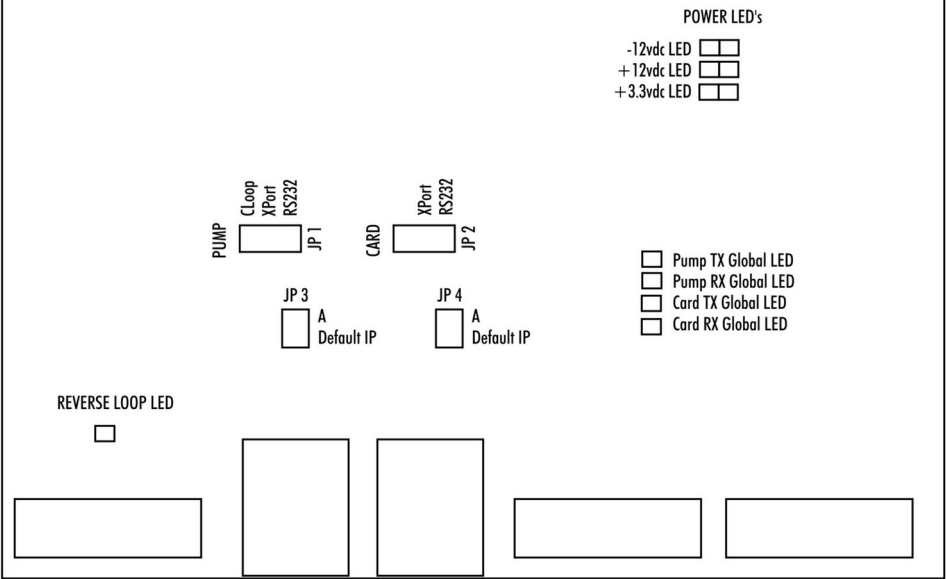 POWER LED's
-12vdc LED
+12vdc LED
+3.3vdc LED
PUMP
CLoop
XPort
RS232
JP 1
CARD
XPort
RS232
JP 2
Pump TX Global LED
Pump RX Global LED
Card TX Global LED
Card RX Global LED
JP 3
A
Default IP
JP 4
A
Default IP
REVERSE LOOP LED